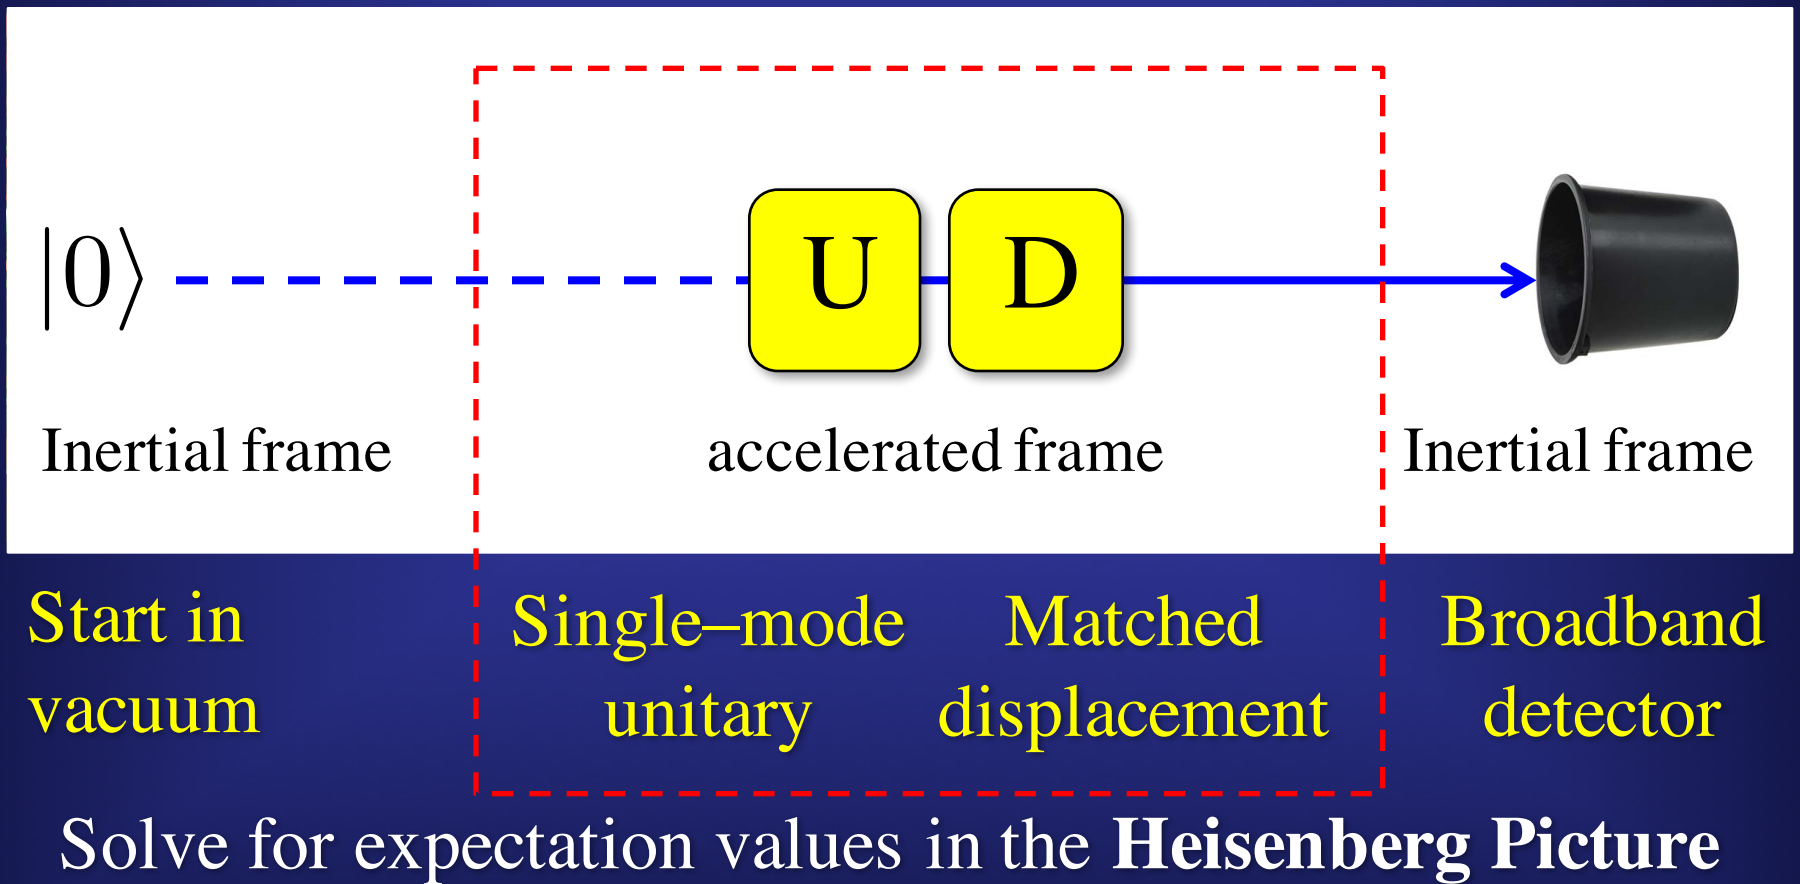 |0⟩
U D
Inertial frame accelerated frame Inertial frame
Start in
vacuum
Single–mode
unitary
Matched
displacement
Broadband
detector
Solve for expectation values in the Heisenberg Picture